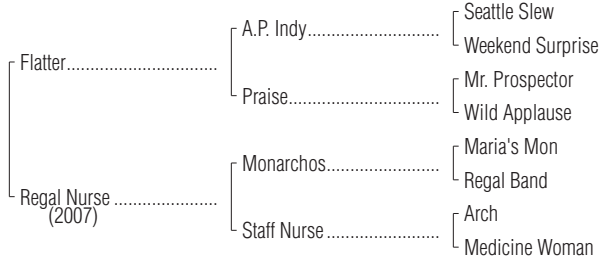 Seattle Slew
A.P. Indy..................................
Weekend Surprise
Flatter.......................................
Mr. Prospector
Praise.......................................
Wild Applause
Maria's Mon
Monarchos.............................
Regal Band
Regal Nurse ..........................
(2007)
Arch
Staff Nurse .............................
Medicine Woman